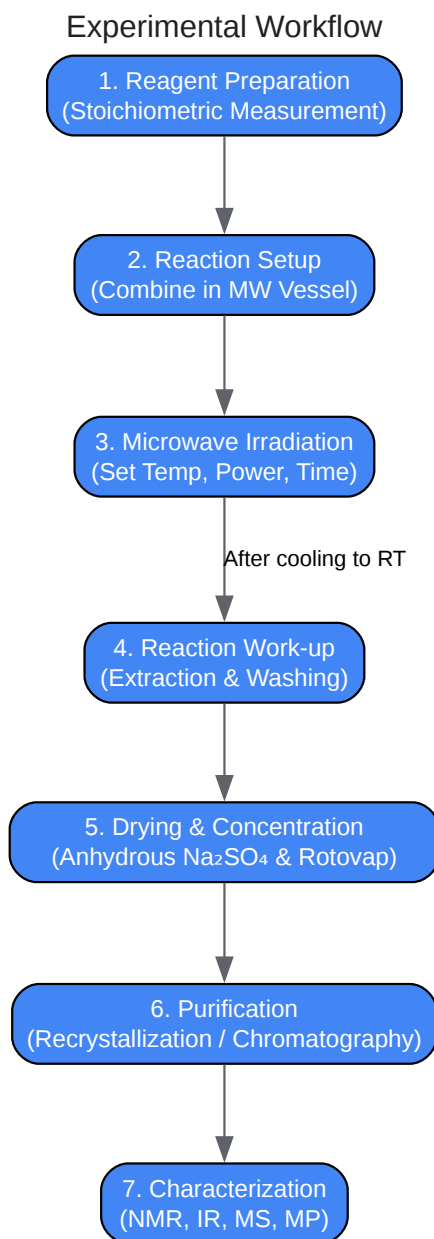 Experimental Workflow
1. Reagent Preparation
(Stoichiometric Measurement)
2. Reaction Setup
(Combine in MW Vessel)
3. Microwave Irradiation
(Set Temp, Power, Time)
After cooling to RT
4. Reaction Work-up
(Extraction & Washing)
5. Drying & Concentration
(Anhydrous Na₂SO₄ & Rotovap)
6. Purification
(Recrystallization / Chromatography)
7. Characterization
(NMR, IR, MS, MP)